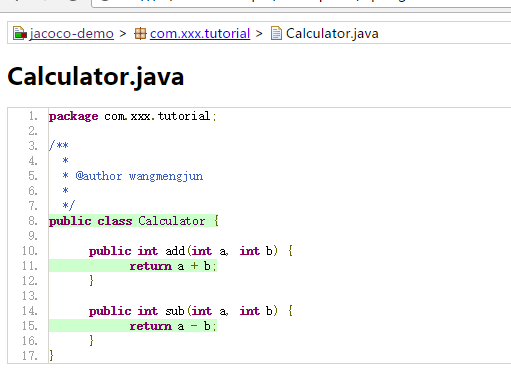 jacoco-demo > com.xxx.tutorial > Calculator.java
Calculator.java
1. package com.xxx.tutorial;
2.
3. /**
4.  *
5.  * @author wangmengjun
6.  *
7.  */
8. public class Calculator {
9.
10.     public int add(int a, int b) {
11.         return a + b;
12.     }
13.
14.     public int sub(int a, int b) {
15.         return a - b;
16.     }
17. }